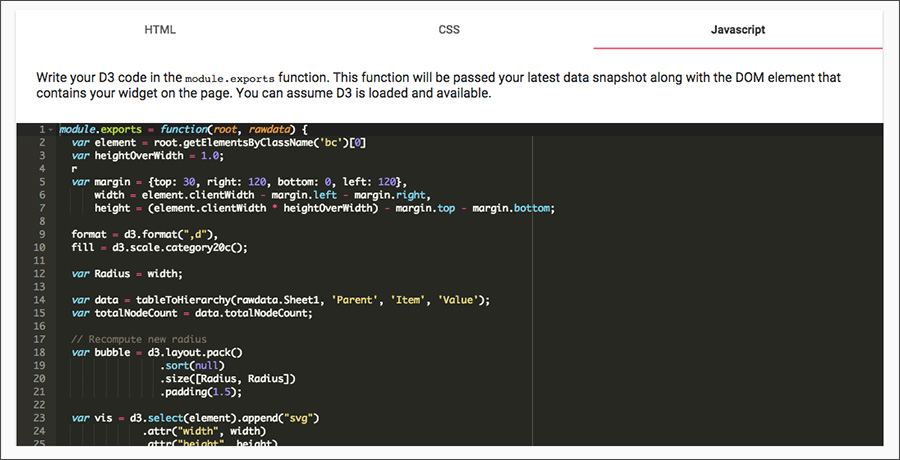 HTML CSS Javascript
Write your D3 code in the module.exports function. This function will be passed your latest data snapshot along with the DOM element that
contains your widget on the page. You can assume D3 is loaded and available.
1 module.exports = function(root, rawdata) {
2 var element = root.getElementsByClassName('bc')[0]
3 var heightOverWidth = 1.0;
4 r
5 var margin = {top: 30, right: 120, bottom: 0, left: 120},
6 width = element.clientWidth - margin.left - margin.right,
7 height = (element.clientWidth * heightOverWidth) - margin.top - margin.bottom;
8
9 format = d3.format(",d"),
10 fill = d3.scale.category20c();
11
12 var Radius = width;
13
14 var data = tableToHierarchy(rawdata.Sheet1, 'Parent', 'Item', 'Value');
15 var totalNodeCount = data.totalNodeCount;
16
17 // Recompute new radius
18 var bubble = d3.layout.pack()
19 .sort(null)
20 .size([Radius, Radius])
21 .padding(1.5);
22
23 var vis = d3.select(element).append("svg")
24 .attr("width", width)
25 .attr("height", height)